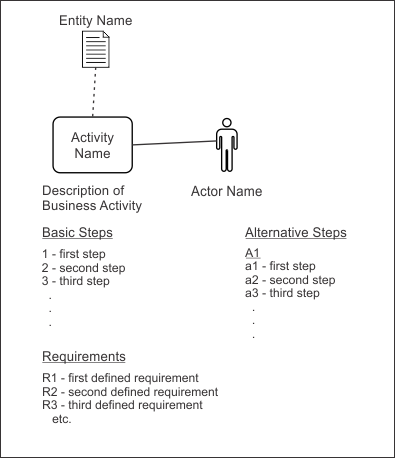 Entity Name
Activity
Name
Description of
Business Activity
Actor Name
Basic Steps
1 - first step
2 - second step
3 - third step
.
.
.
Alternative Steps
A1
a1 - first step
a2 - second step
a3 - third step
.
.
.
Requirements
R1 - first defined requirement
R2 - second defined requirement
R3 - third defined requirement
etc.